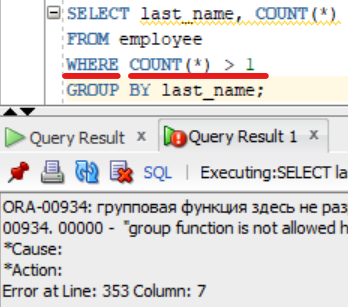 SELECT last_name, COUNT(*)
FROM employee
WHERE COUNT(*) > 1
GROUP BY last_name;
Query Result x Query Result 1 x
SQL | Executing:SELECT la
ORA-00934: групповая функция здесь не раз
00934. 00000 - "group function is not allowed h
*Cause:
*Action:
Error at Line: 353 Column: 7